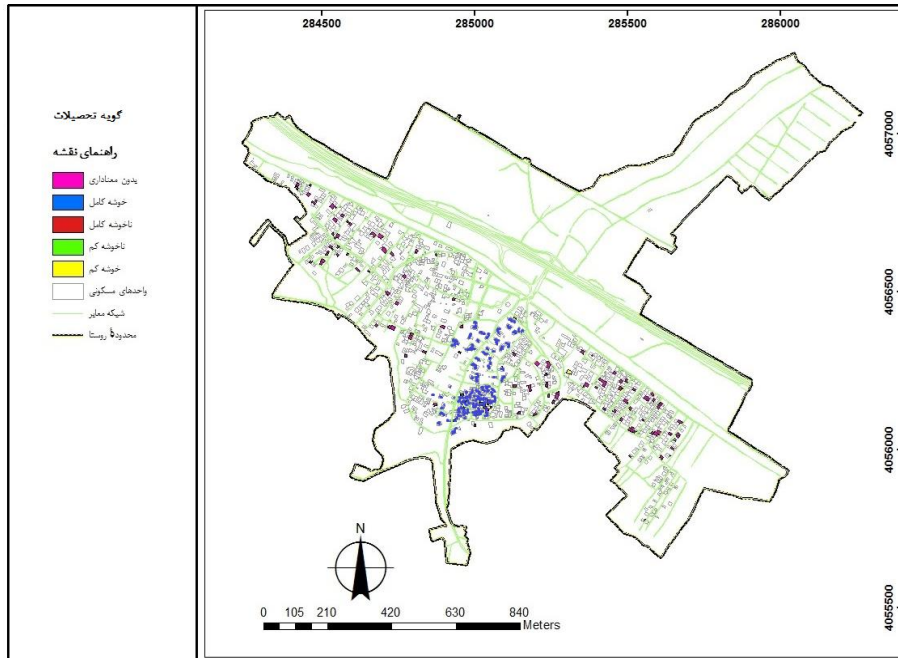 گویه تحصیلات
راهنمای نقشه
بدون معناداری
خوشه کامل
ناخوشه کامل
ناخوشه کم
خوشه کم
واحدهای مسکونی
شبکه معابر
محدودهٔ روستا
284500 285000 285500 286000
4057000
4056500
4056000
4055500
N
0 105 210 420 630 840
Meters